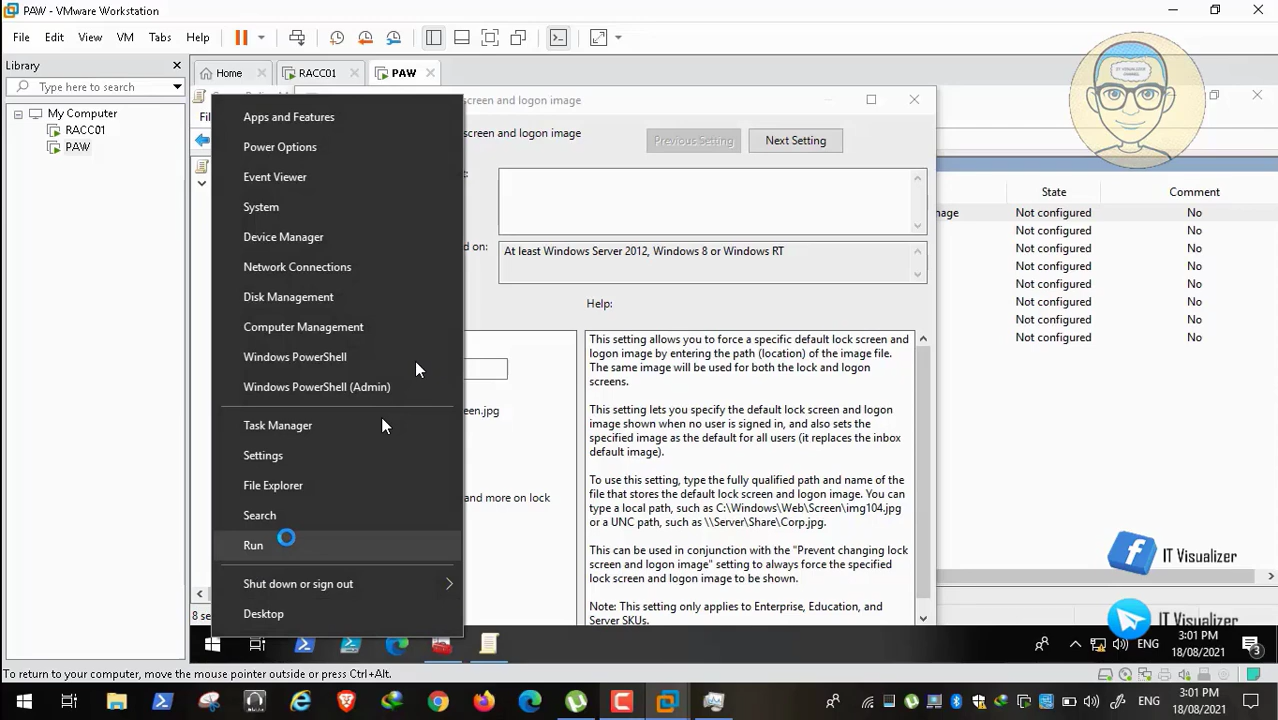 PAW - VMware Workstation
File Edit View VM Tabs Help
Library
Type here to search
My Computer
RACC01
PAW
Home
RACC01
PAW
screen and logon image
screen and logon image
Previous Setting
Next Setting
At least Windows Server 2012, Windows 8 or Windows RT
Help:
This setting allows you to force a specific default lock screen and
logon image by entering the path (location) of the image file.
The same image will be used for both the lock and logon
screens.
This setting lets you specify the default lock screen and logon
image shown when no user is signed in, and also sets the
specified image as the default for all users (it replaces the inbox
default image).
To use this setting, type the fully qualified path and name of the
file that stores the default lock screen and logon image. You can
type a local path, such as C:\Windows\Web\Screen\img104.jpg
or a UNC path, such as \\Server\Share\Corp.jpg.
This can be used in conjunction with the "Prevent changing lock
screen and logon image" setting to always force the specified
lock screen and logon image to be shown.
Note: This setting only applies to Enterprise, Education, and
Server SKUs.
een.jpg
and more on lock
Apps and Features
Power Options
Event Viewer
System
Device Manager
Network Connections
Disk Management
Computer Management
Windows PowerShell
Windows PowerShell (Admin)
Task Manager
Settings
File Explorer
Search
Run
Shut down or sign out
Desktop
State Comment
Not configured No
Not configured No
Not configured No
Not configured No
Not configured No
Not configured No
Not configured No
Not configured No
IT VISUALIZER
CHANNEL
IT Visualizer
IT Visualizer
ENG
3:01 PM
18/08/2021
3
To return to your computer, move the mouse pointer outside or press Ctrl+Alt.
ENG
3:01 PM
18/08/2021